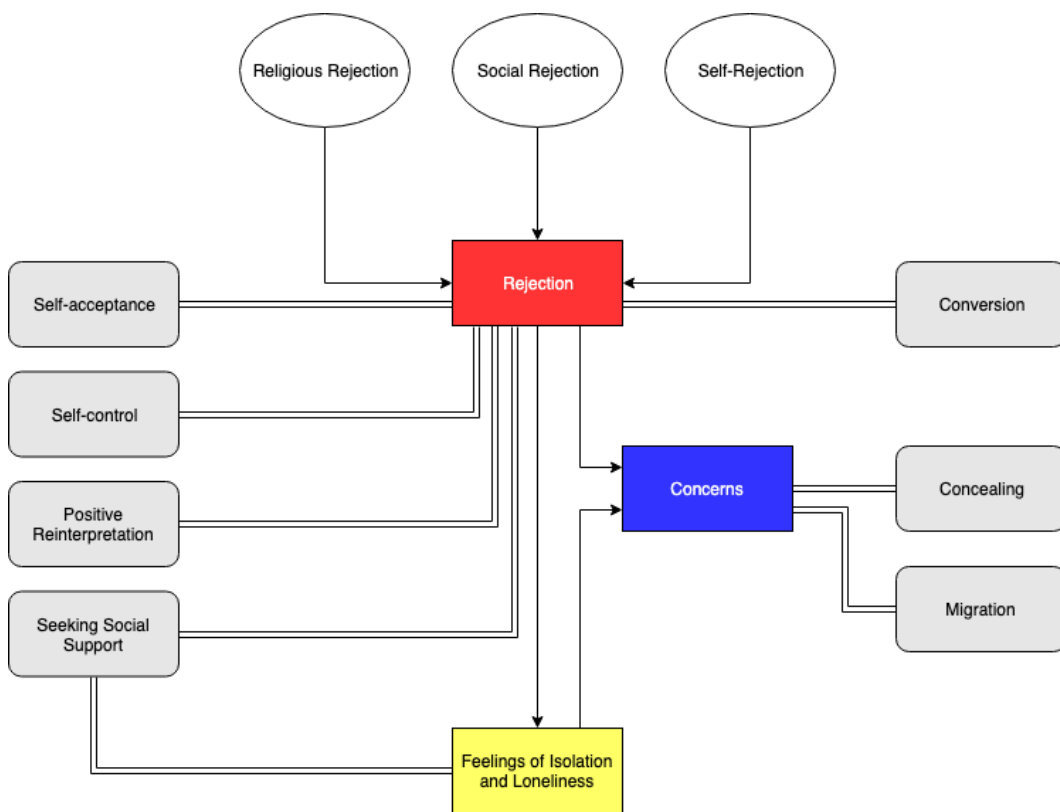 Religious Rejection
Social Rejection
Self-Rejection
Rejection
Self-acceptance
Conversion
Self-control
Concerns
Concealing
Positive
Reinterpretation
Seeking Social
Support
Migration
Feelings of Isolation
and Loneliness